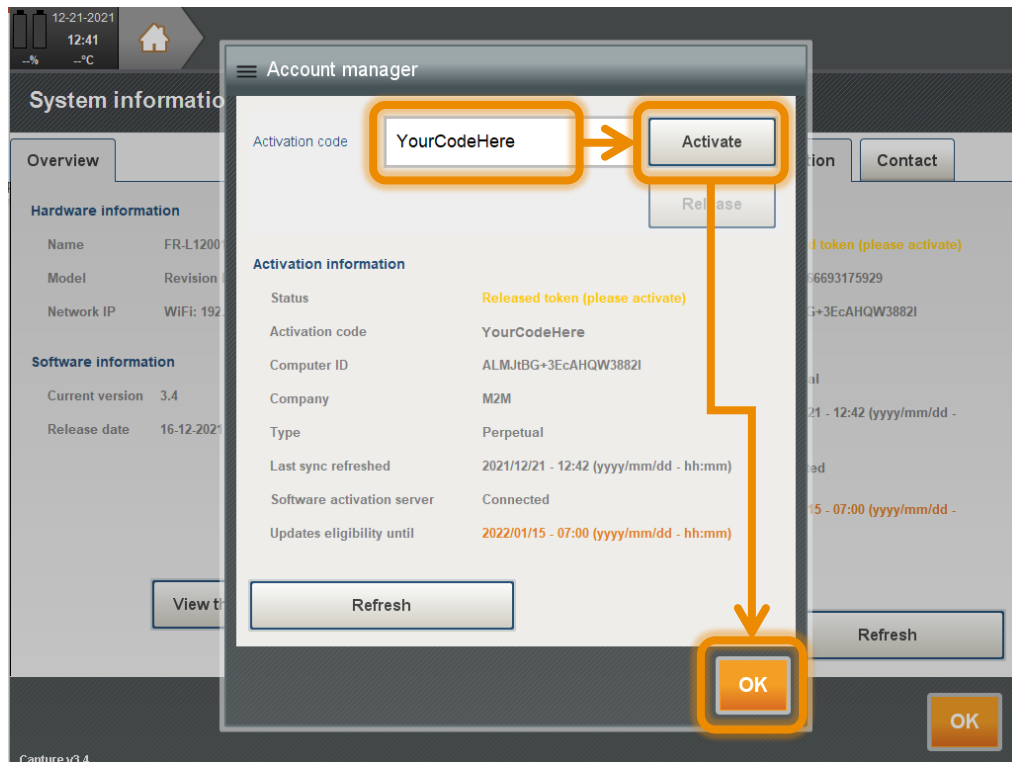 12-21-2021
12:41
--% --°C
Account manager
System informatio
Activation code YourCodeHere Activate
Overview tion Contact
Release
Hardware information
Name FR-L12001
Model Revision
Network IP WiFi: 192.
Software information
Current version 3.4
Release date 16-12-2021
Activation information
Status Released token (please activate)
Activation code YourCodeHere
Computer ID ALMJtBG+3EcAHQW3882I
Company M2M
Type Perpetual
Last sync refreshed 2021/12/21 - 12:42 (yyyy/mm/dd - hh:mm)
Software activation server Connected
Updates eligibility until 2022/01/15 - 07:00 (yyyy/mm/dd - hh:mm)
d token (please activate)
66693175929
G+3EcAHQW3882I
al
21 - 12:42 (yyyy/mm/dd -
ed
15 - 07:00 (yyyy/mm/dd -
View th
Refresh
Refresh
OK
OK
Capture v3.4